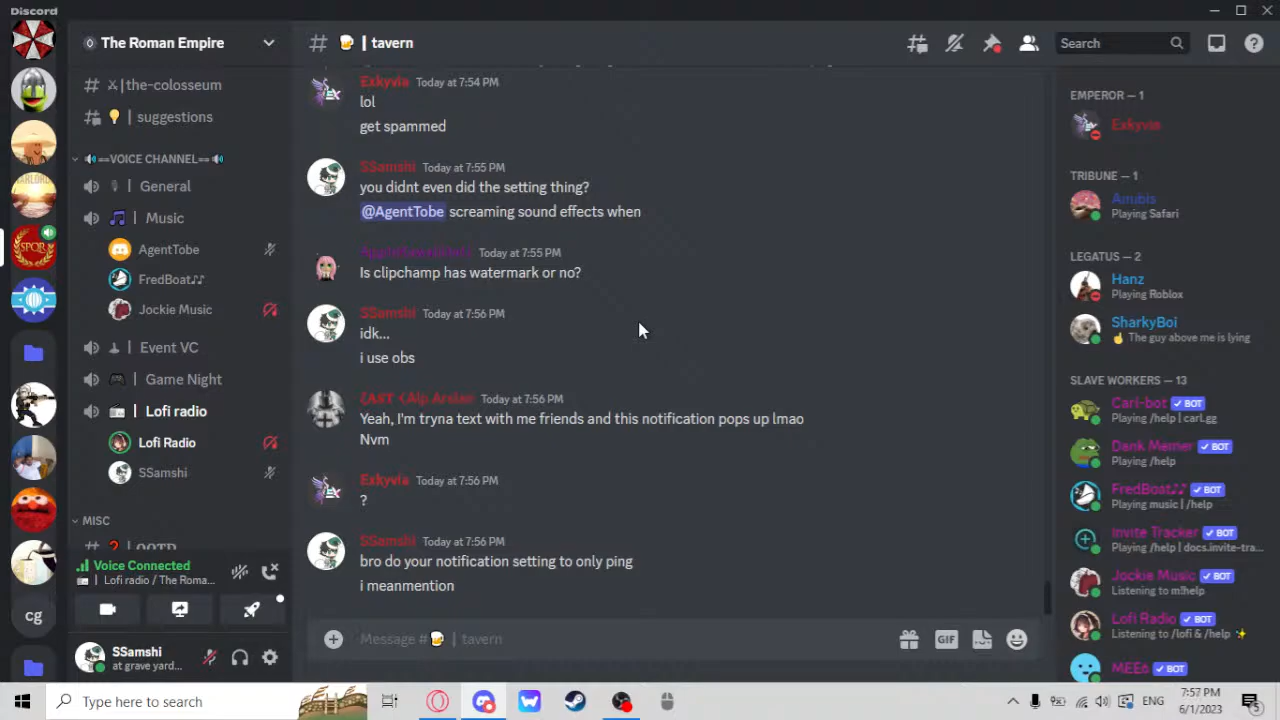 Discord
The Roman Empire
⚔|the-colosseum
| suggestions
==VOICE CHANNEL==
General
Music
AgentTobe
FredBoat♪♪
Jockie Music
| Event VC
| Game Night
| Lofi radio
Lofi Radio
SSamshi
MISC
Voice Connected
| Lofi radio / The Roma...
SSamshi
at grave yard...
cg
| tavern
Search
Exkyvia Today at 7:54 PM
lol
get spammed
SSamshi Today at 7:55 PM
you didnt even did the setting thing?
@AgentTobe screaming sound effects when
Today at 7:55 PM
Is clipchamp has watermark or no?
SSamshi Today at 7:56 PM
idk...
i use obs
Today at 7:56 PM
Yeah, I'm tryna text with me friends and this notification pops up lmao
Nvm
Exkyvia Today at 7:56 PM
?
SSamshi Today at 7:56 PM
bro do your notification setting to only ping
i meanmention
Message # | tavern
GIF
EMPEROR — 1
Exkyvia
TRIBUNE — 1
Anubis
Playing Safari
LEGATUS — 2
Hanz
Playing Roblox
SharkyBoi
The guy above me is lying
SLAVE WORKERS — 13
Carl-bot ✓ BOT
Playing /help | carl.gg
Dank Memer ✓ BOT
Playing /help
FredBoat♪♪ ✓ BOT
Playing music | /help
Invite Tracker ✓ BOT
Playing /help | docs.invite-tra...
Jockie Music ✓ BOT
Listening to m!help
Lofi Radio ✓ BOT
Listening to /lofi & /help ✨
MEE6 ✓ BOT
Type here to search
ENG
7:57 PM
6/1/2023
5